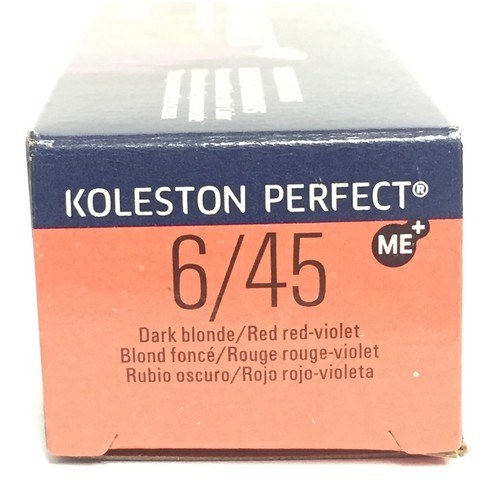 KOLESTON PERFECT®
ME+
6/45
Dark blonde/Red red-violet
Blond foncé/Rouge rouge-violet
Rubio oscuro/Rojo rojo-violeta